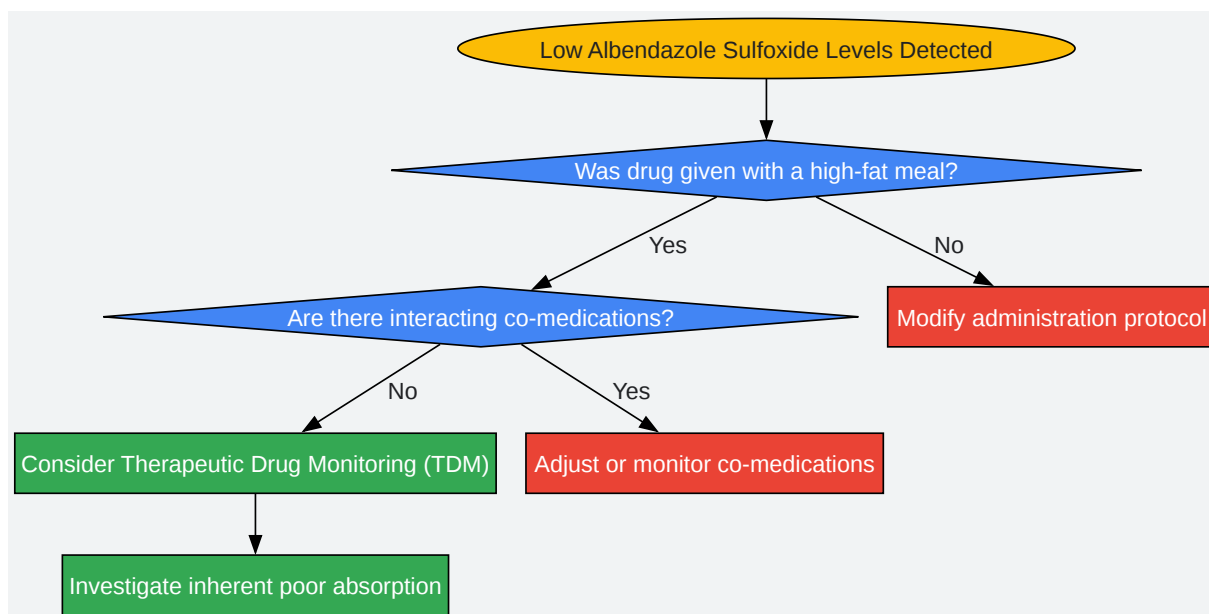 Low Albendazole Sulfoxide Levels Detected
Was drug given with a high-fat meal?
Yes
No
Are there interacting co-medications?
Modify administration protocol
No
Yes
Consider Therapeutic Drug Monitoring (TDM)
Adjust or monitor co-medications
Investigate inherent poor absorption